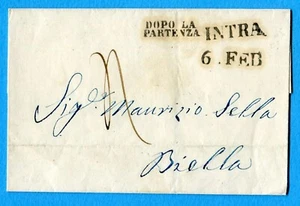 DOPO LA
PARTENZA
INTRA
6. FEB
Sig.r Maurizio Sella
Biella